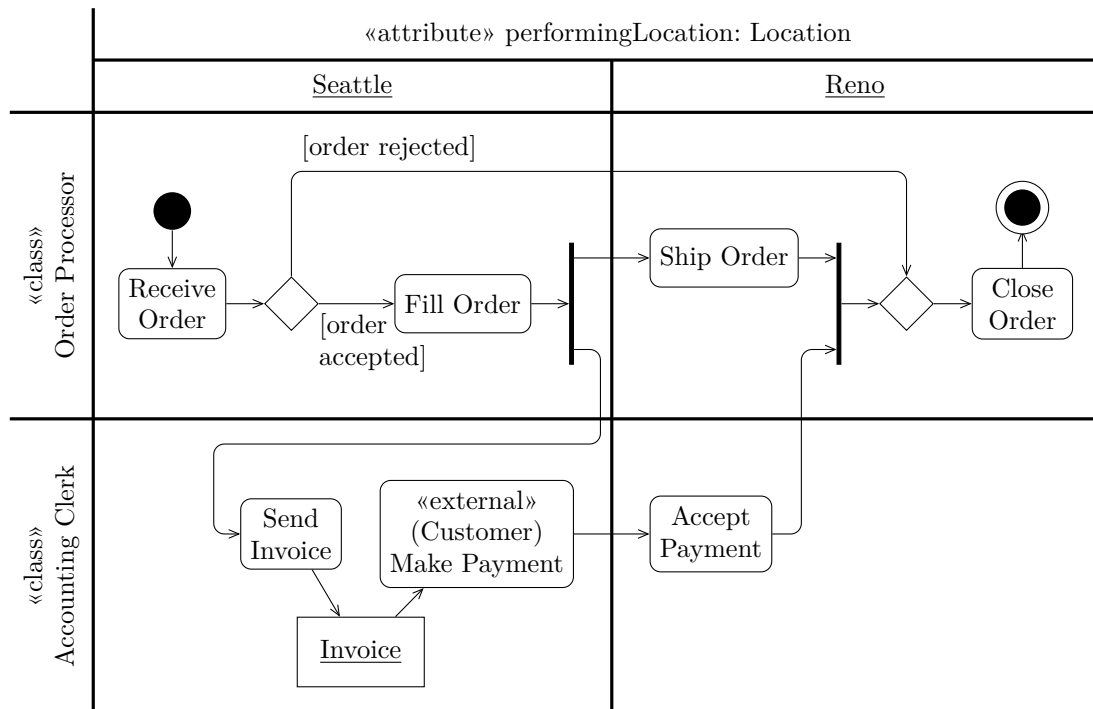 «attribute» performingLocation: Location
Seattle
Reno
«class»
Order Processor
[order rejected]
Receive
Order
Fill Order
[order
accepted]
Ship Order
Close
Order
«class»
Accounting Clerk
Send
Invoice
«external»
(Customer)
Make Payment
Accept
Payment
Invoice